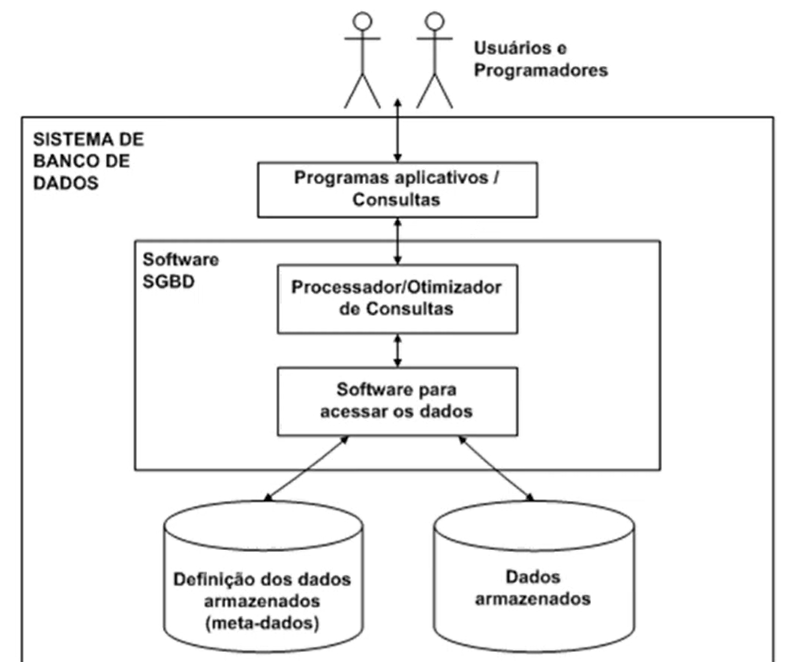 Usuários e
Programadores
SISTEMA DE
BANCO DE
DADOS
Programas aplicativos /
Consultas
Software
SGBD
Processador/Otimizador
de Consultas
Software para
acessar os dados
Definição dos dados
armazenados
(meta-dados)
Dados
armazenados